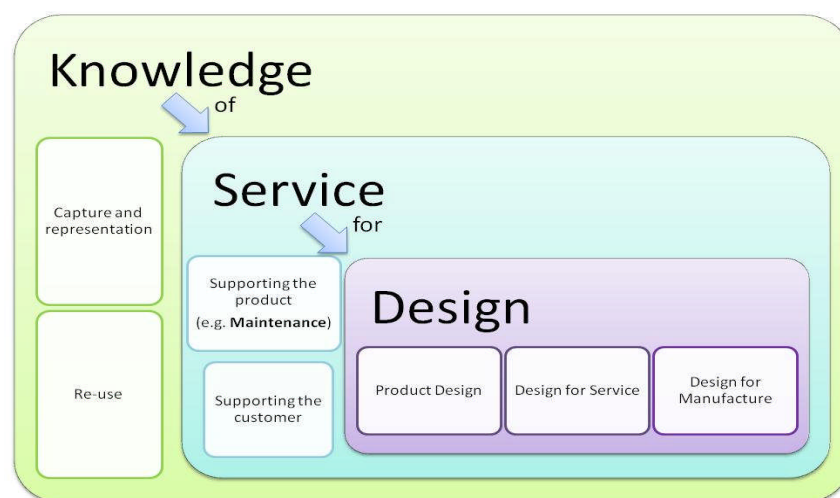 Knowledge
of
Capture and
representation
Re-use
Service
for
Supporting the
product
(e.g. Maintenance)
Supporting the
customer
Design
Product Design
Design for Service
Design for
Manufacture